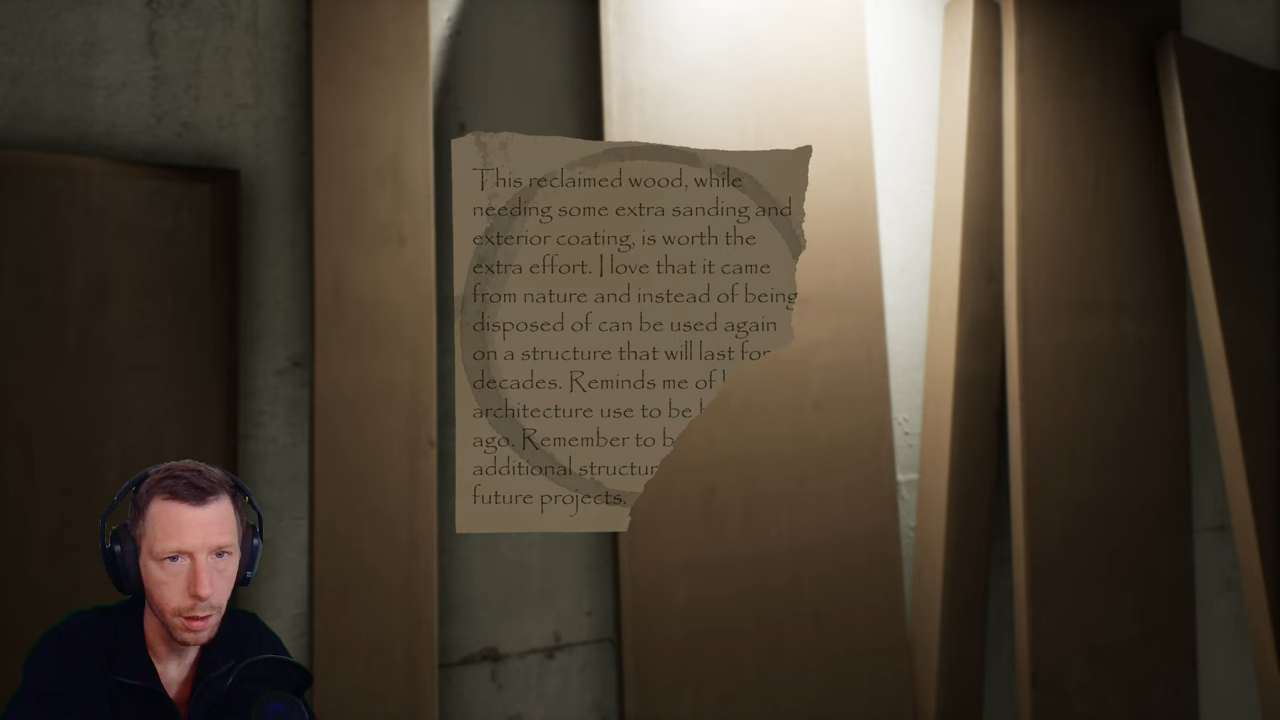 This reclaimed wood, while
needing some extra sanding and
exterior coating, is worth the
extra effort. I love that it came
from nature and instead of being
disposed of can be used again
on a structure that will last for
decades. Reminds me of
architecture use to be
ago. Remember to
additional
future projects.